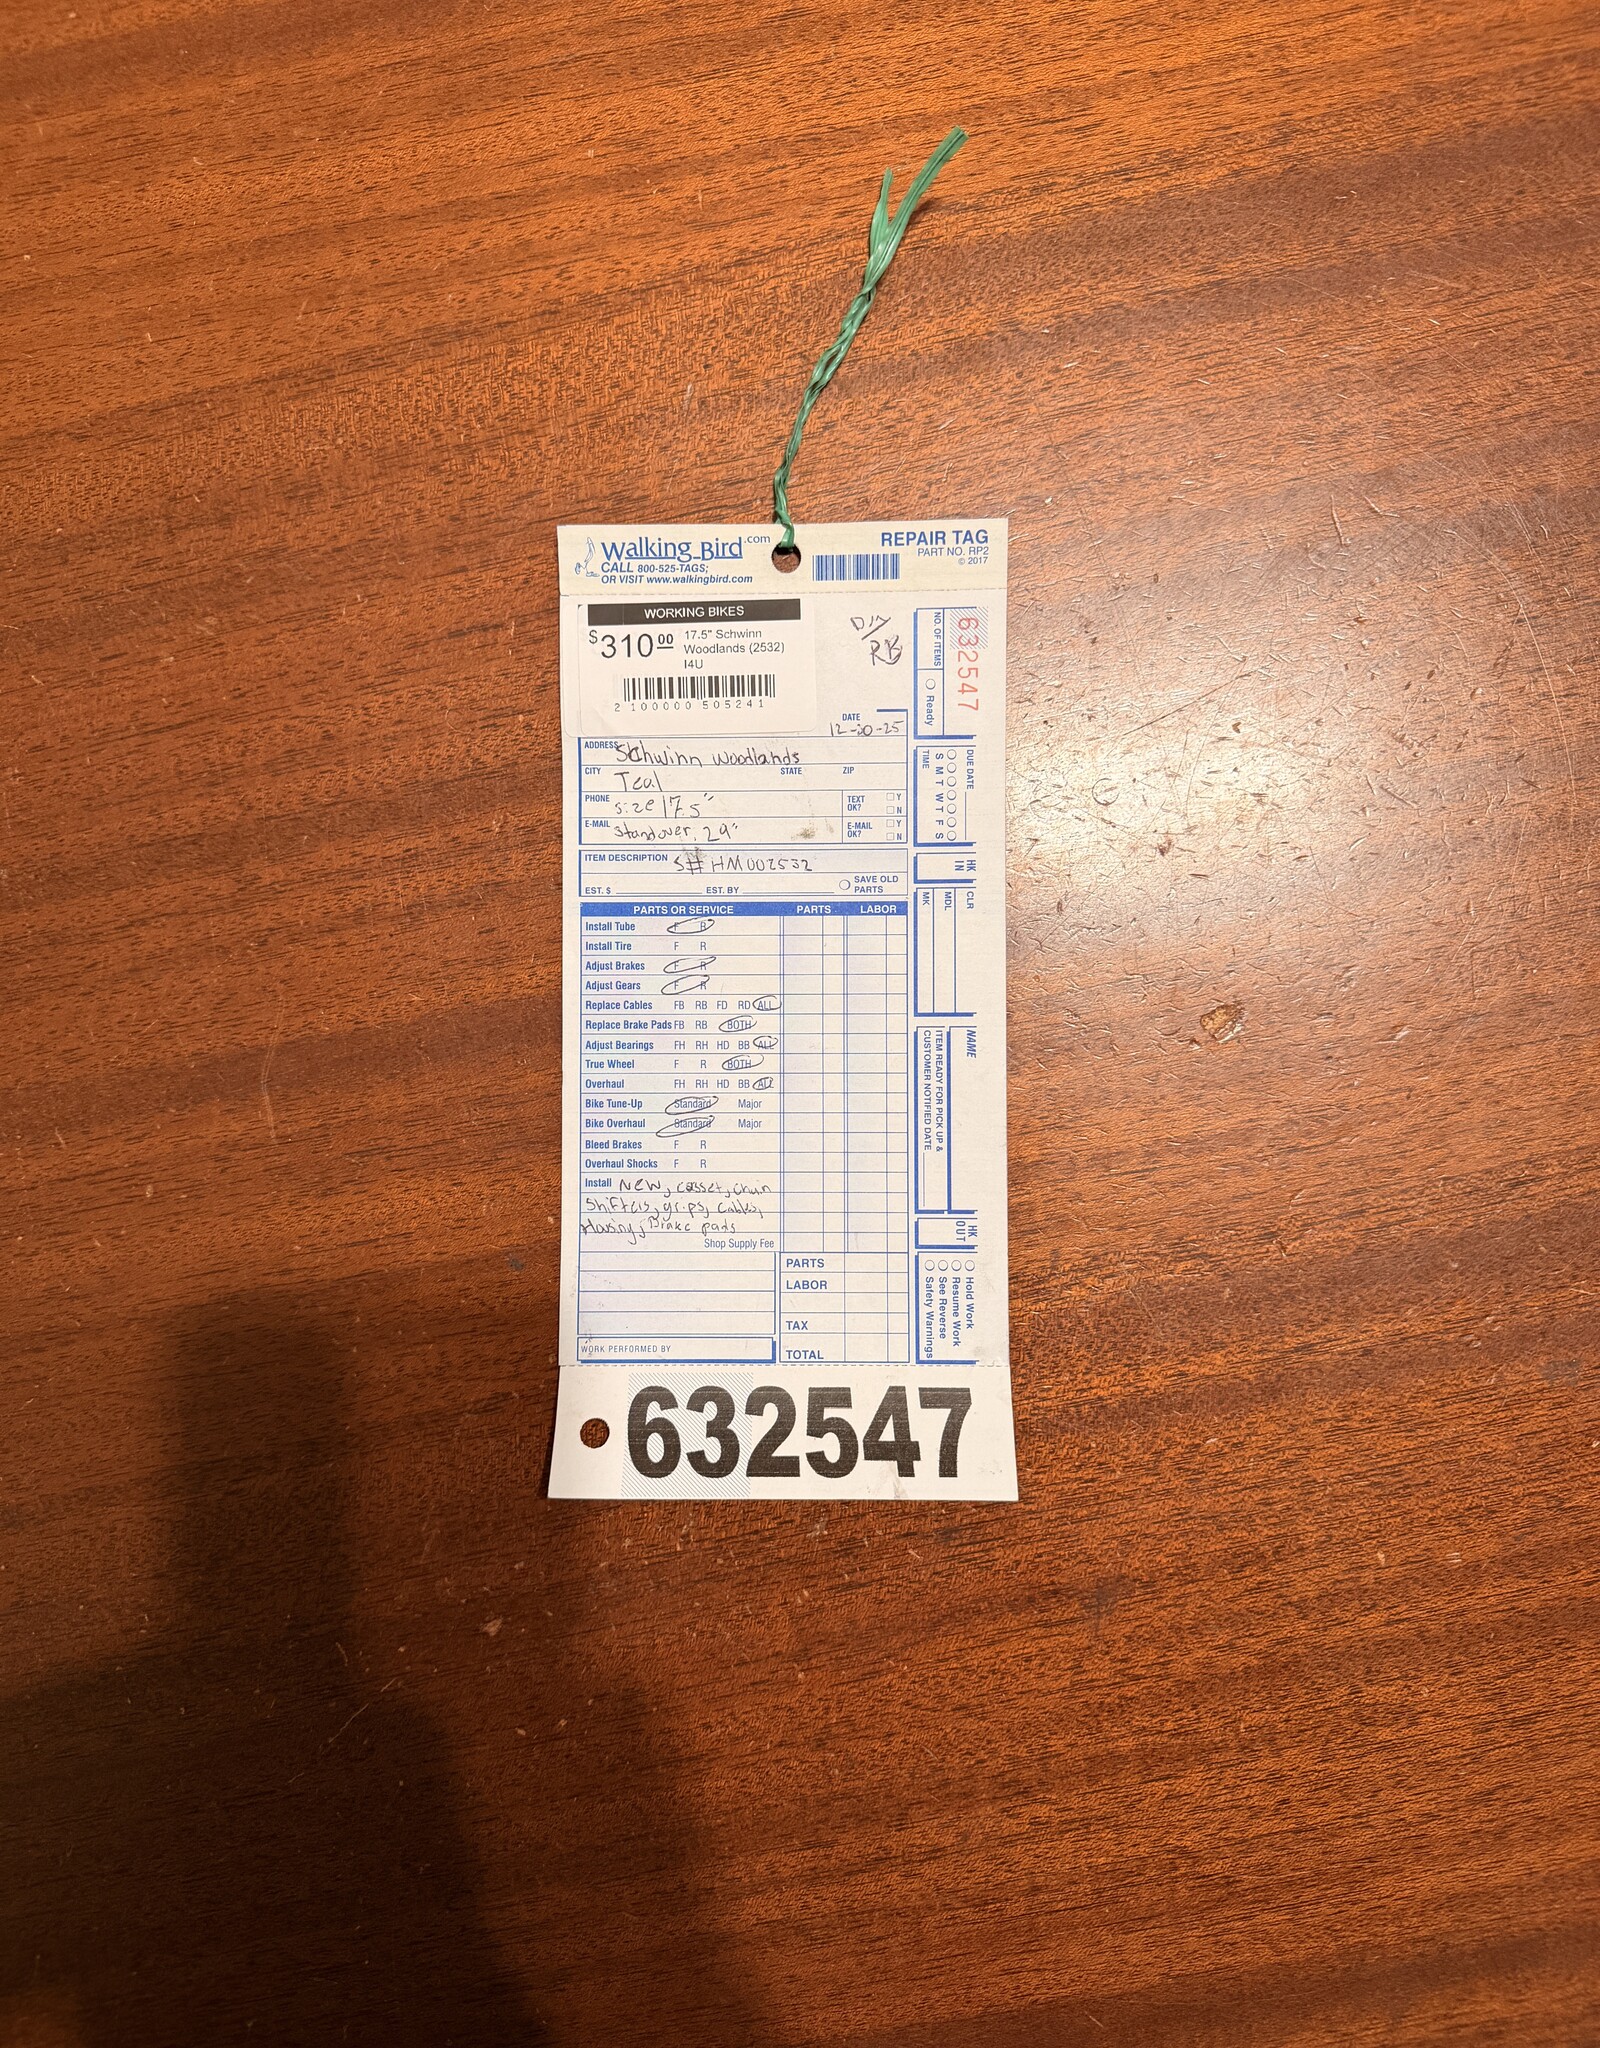 Walking Bird.com
CALL 800-525-TAGS;
OR VISIT www.walkingbird.com
REPAIR TAG
PART NO. RP2
© 2017
WORKING BIKES
$310.00
17.5" Schwinn
Woodlands (2532)
I4U
2 100000 505241
RB
DATE
12-20-25
ADDRESS Schwinn Woodlands
CITY Teal STATE ZIP
PHONE size 17.5" TEXT OK? Y N
E-MAIL Standover: 29" E-MAIL OK? Y N
ITEM DESCRIPTION S# HM002532
EST. $ EST. BY SAVE OLD PARTS
PARTS OR SERVICE PARTS LABOR
Install Tube F R
Install Tire F R
Adjust Brakes F R
Adjust Gears F R
Replace Cables FB RB FD RD ALL
Replace Brake Pads FB RB BOTH
Adjust Bearings FH RH HD BB ALL
True Wheel F R BOTH
Overhaul FH RH HD BB ALL
Bike Tune-Up Standard Major
Bike Overhaul Standard Major
Bleed Brakes F R
Overhaul Shocks F R
Install New, casset, chain
Shifters, grips, cables,
Housing, Brake pads
Shop Supply Fee
PARTS
LABOR
TAX
TOTAL
WORK PERFORMED BY
632547
NO. OF ITEMS
Ready
DUE DATE
S M T W T F S
TIME
HK IN
CLR
MDL
MK
NAME
ITEM READY FOR PICK UP &
CUSTOMER NOTIFIED DATE
HK OUT
Hold Work
Resume Work
See Reverse
Safety Warnings
632547